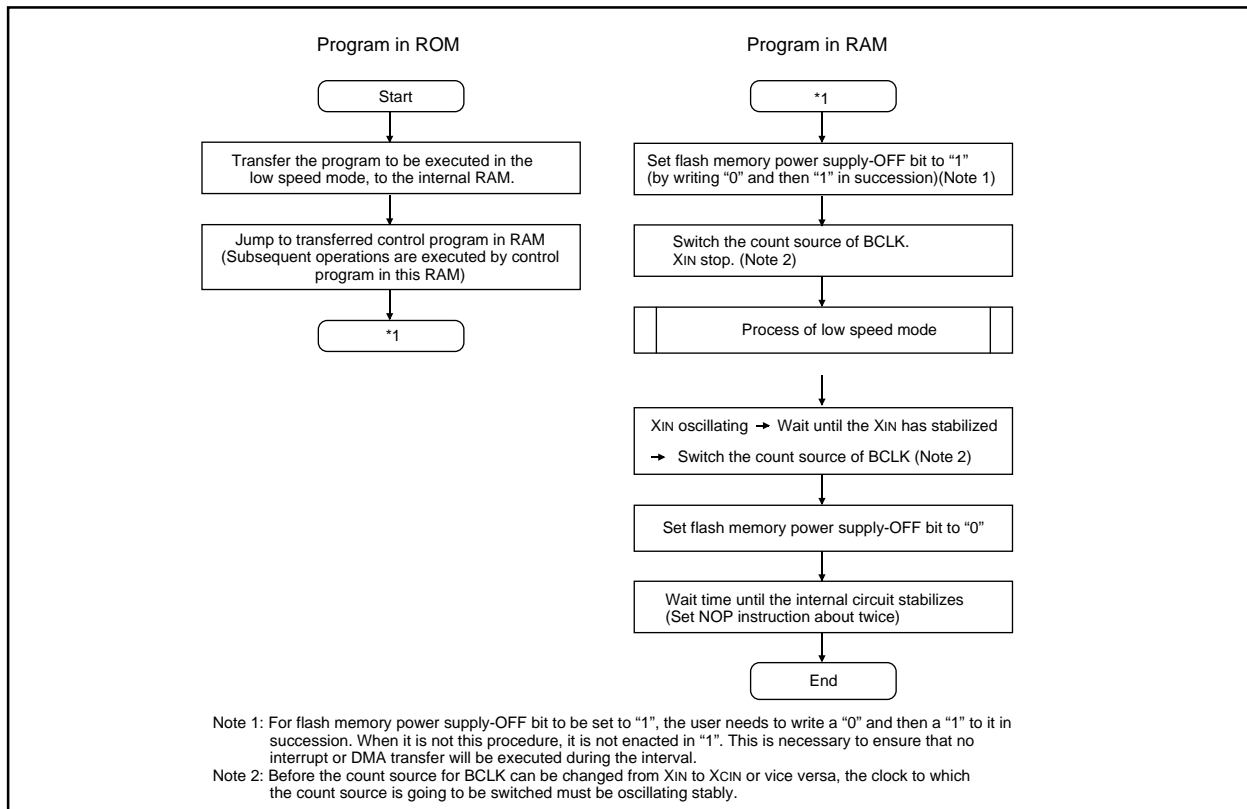 Program in ROM
Start
Transfer the program to be executed in the
low speed mode, to the internal RAM.
Jump to transferred control program in RAM
(Subsequent operations are executed by control
program in this RAM)
*1
Program in RAM
*1
Set flash memory power supply-OFF bit to “1”
(by writing “0” and then “1” in succession)(Note 1)
Switch the count source of BCLK.
XIN stop. (Note 2)
Process of low speed mode
XIN oscillating → Wait until the XIN has stabilized
→ Switch the count source of BCLK (Note 2)
Set flash memory power supply-OFF bit to “0”
Wait time until the internal circuit stabilizes
(Set NOP instruction about twice)
End
Note 1: For flash memory power supply-OFF bit to be set to “1”, the user needs to write a “0” and then a “1” to it in
succession. When it is not this procedure, it is not enacted in “1”. This is necessary to ensure that no
interrupt or DMA transfer will be executed during the interval.
Note 2: Before the count source for BCLK can be changed from XIN to XCIN or vice versa, the clock to which
the count source is going to be switched must be oscillating stably.